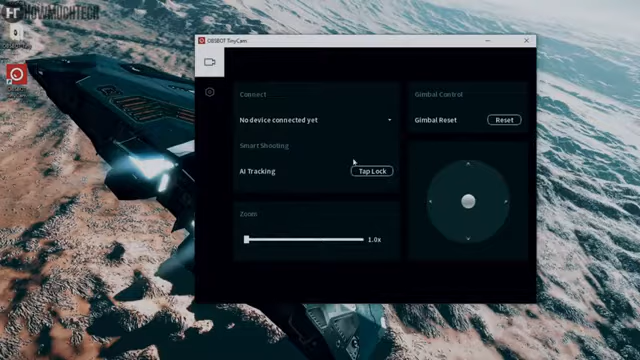 HOWMUCHTECH
OBSBOT TinyCam
Connect
No device connected yet
Smart Shooting
AI Tracking
Tap Lock
Zoom
1.0x
Gimbal Control
Gimbal Reset
Reset